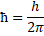 ħ = h / 2π